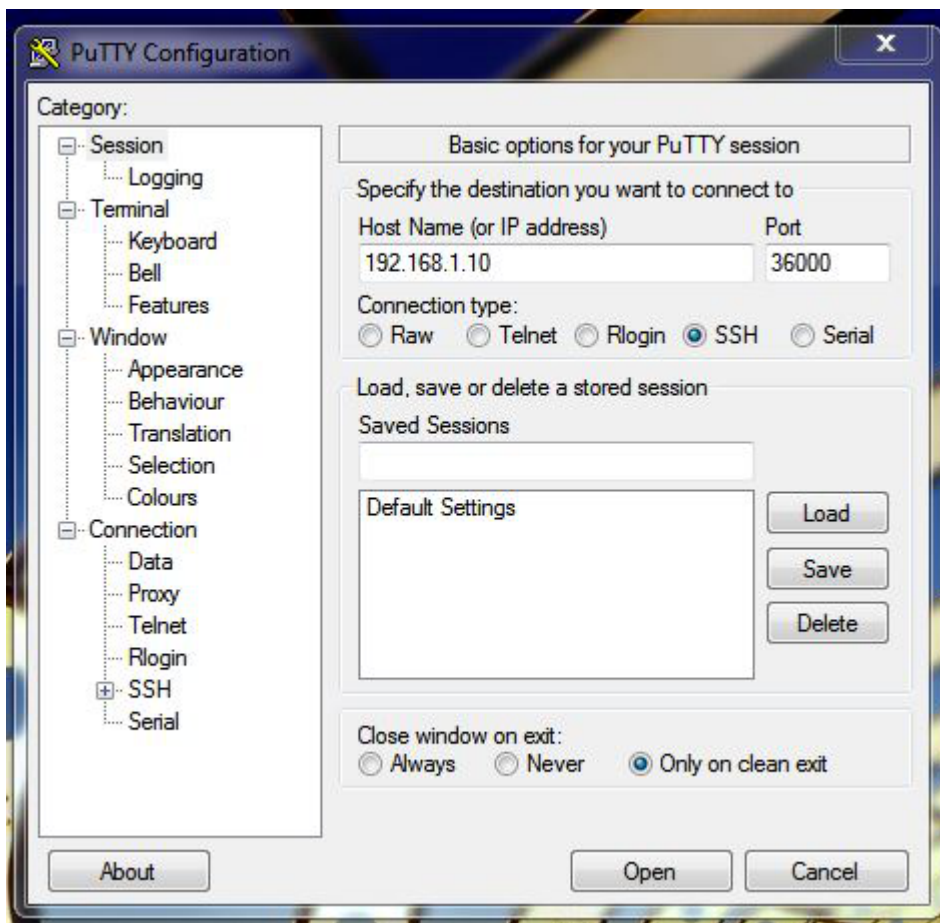 PuTTY Configuration
X
Category:
Session
Logging
Terminal
Keyboard
Bell
Features
Window
Appearance
Behaviour
Translation
Selection
Colours
Connection
Data
Proxy
Telnet
Rlogin
SSH
Serial
Basic options for your PuTTY session
Specify the destination you want to connect to
Host Name (or IP address) Port
192.168.1.10 36000
Connection type:
Raw Telnet Rlogin SSH Serial
Load, save or delete a stored session
Saved Sessions
Default Settings
Load
Save
Delete
Close window on exit:
Always Never Only on clean exit
About Open Cancel